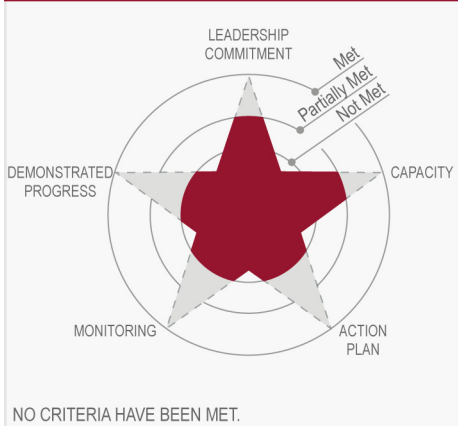 LEADERSHIP
COMMITMENT
Met
Partially Met
Not Met
DEMONSTRATED
PROGRESS
CAPACITY
MONITORING
ACTION
PLAN
NO CRITERIA HAVE BEEN MET.